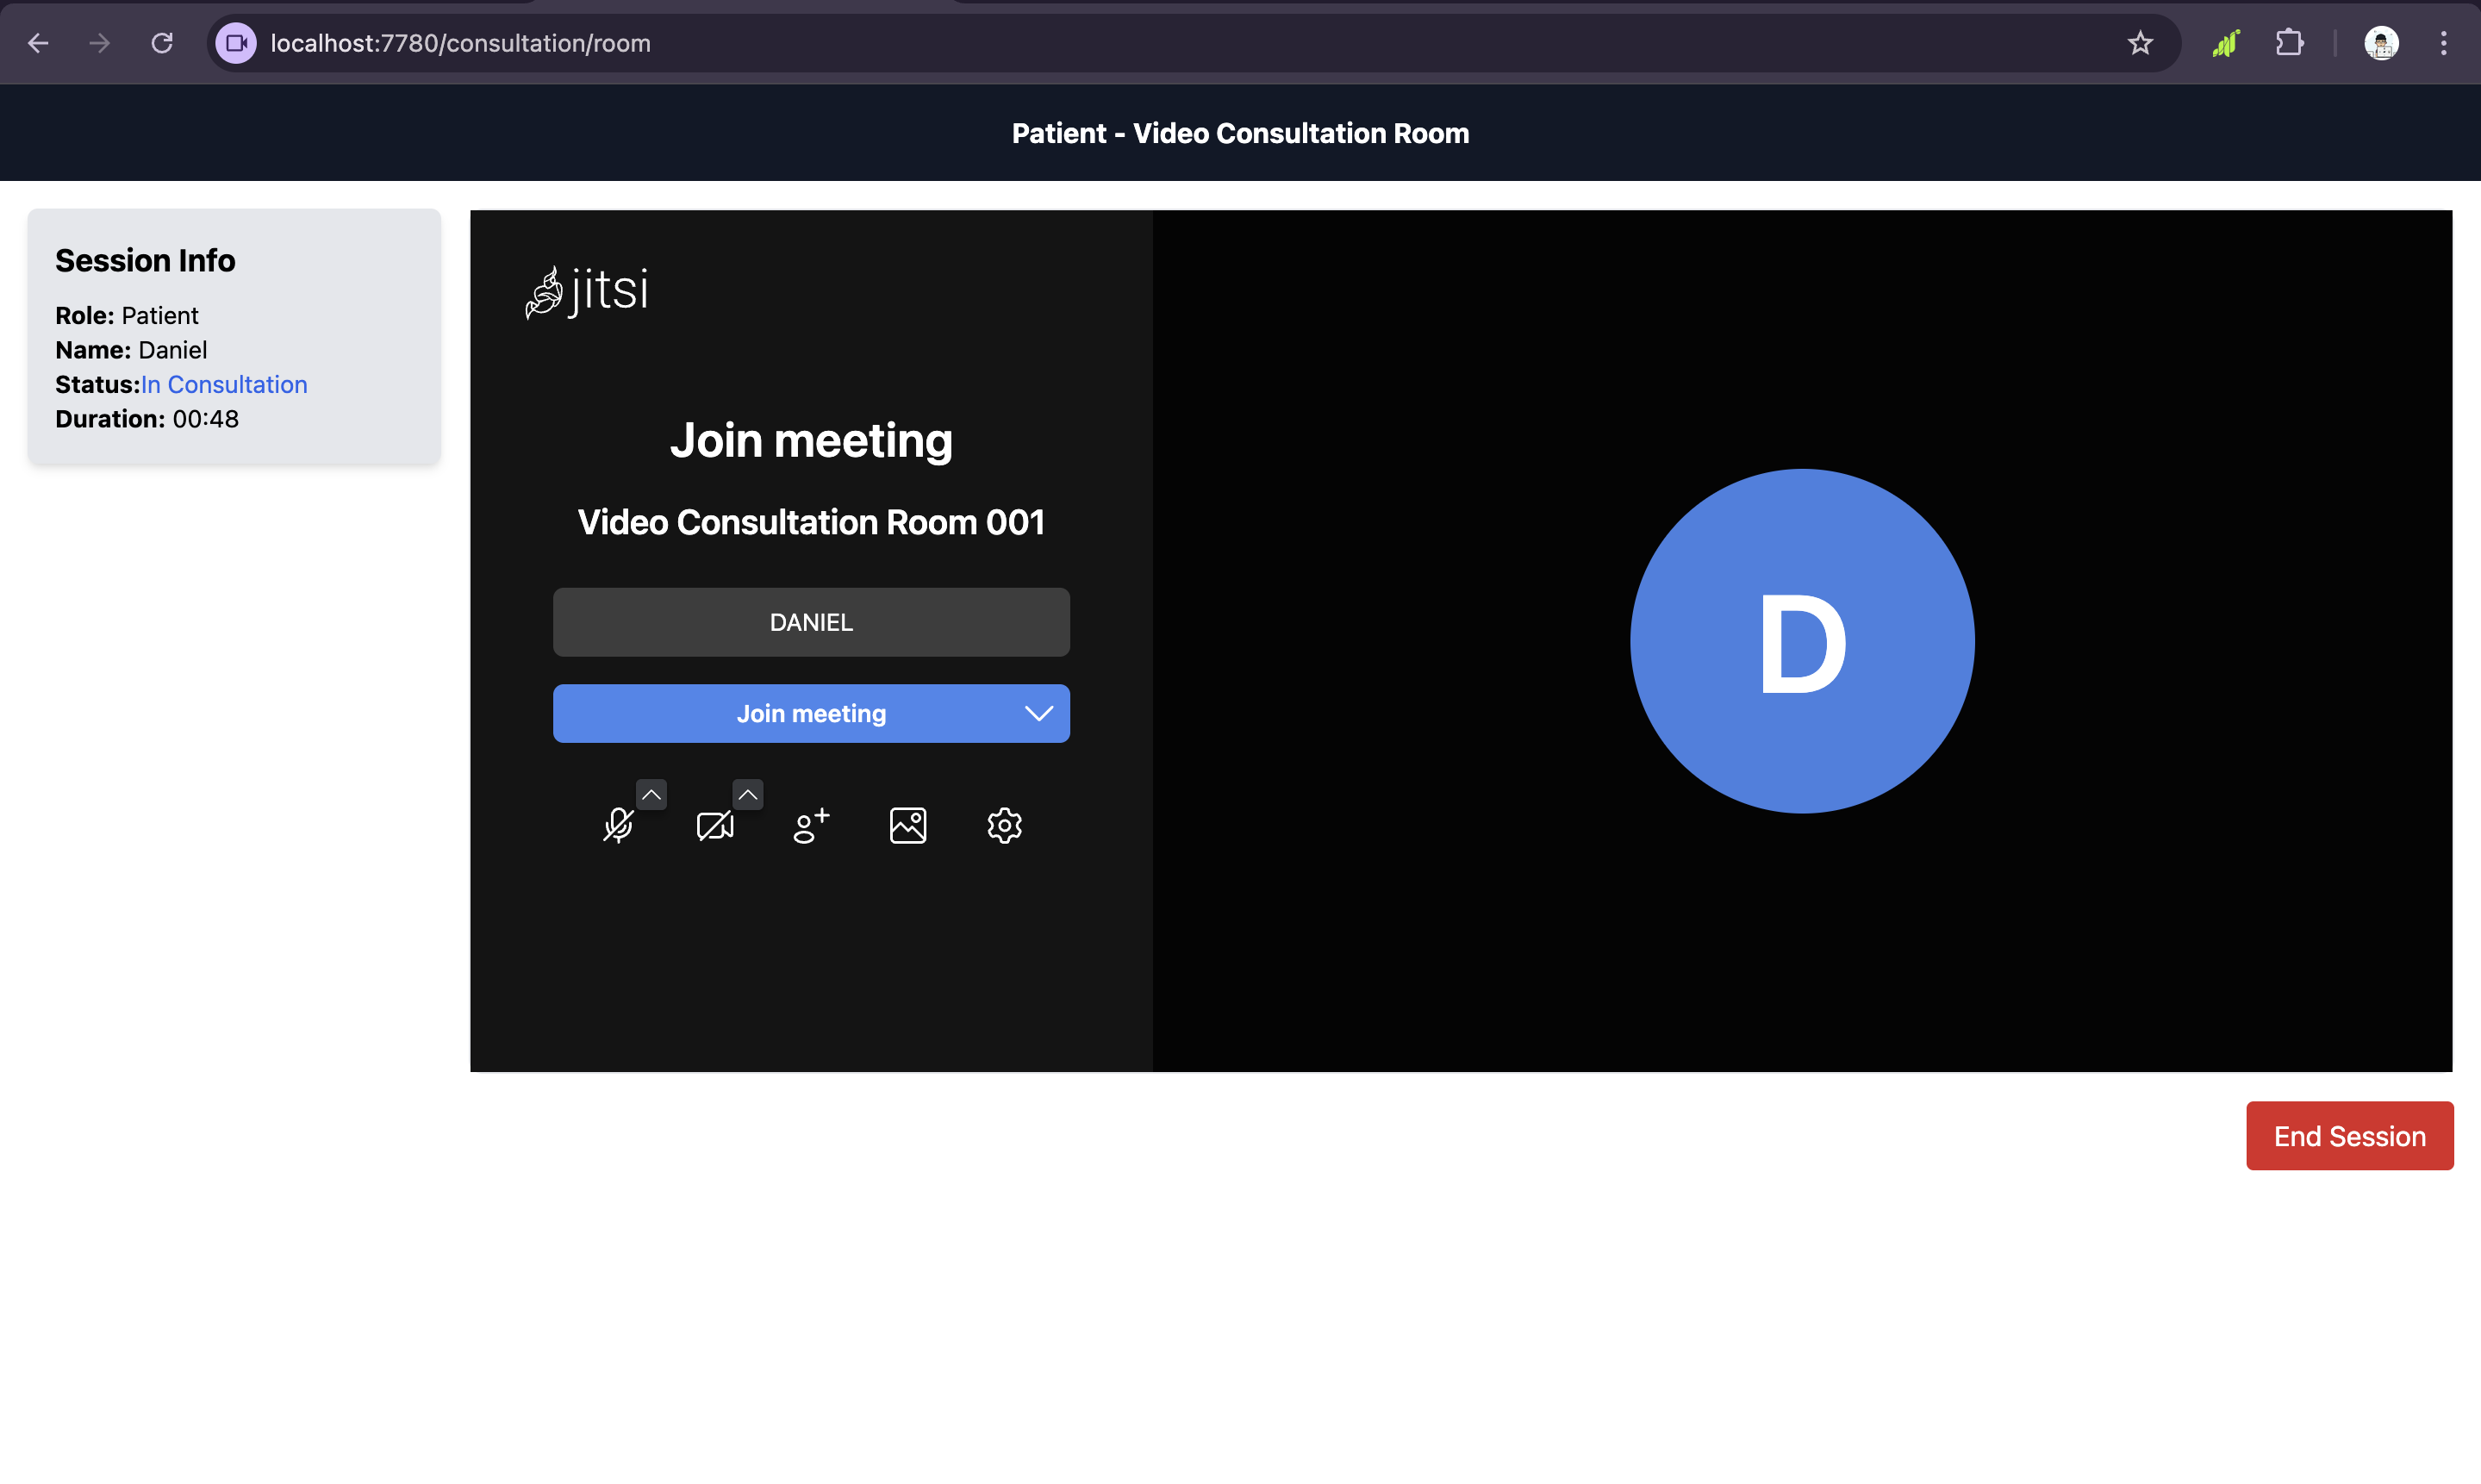 localhost:7780/consultation/room
Patient - Video Consultation Room
Session Info
Role: Patient
Name: Daniel
Status:In Consultation
Duration: 00:48
jitsi
Join meeting
Video Consultation Room 001
DANIEL
Join meeting
D
End Session